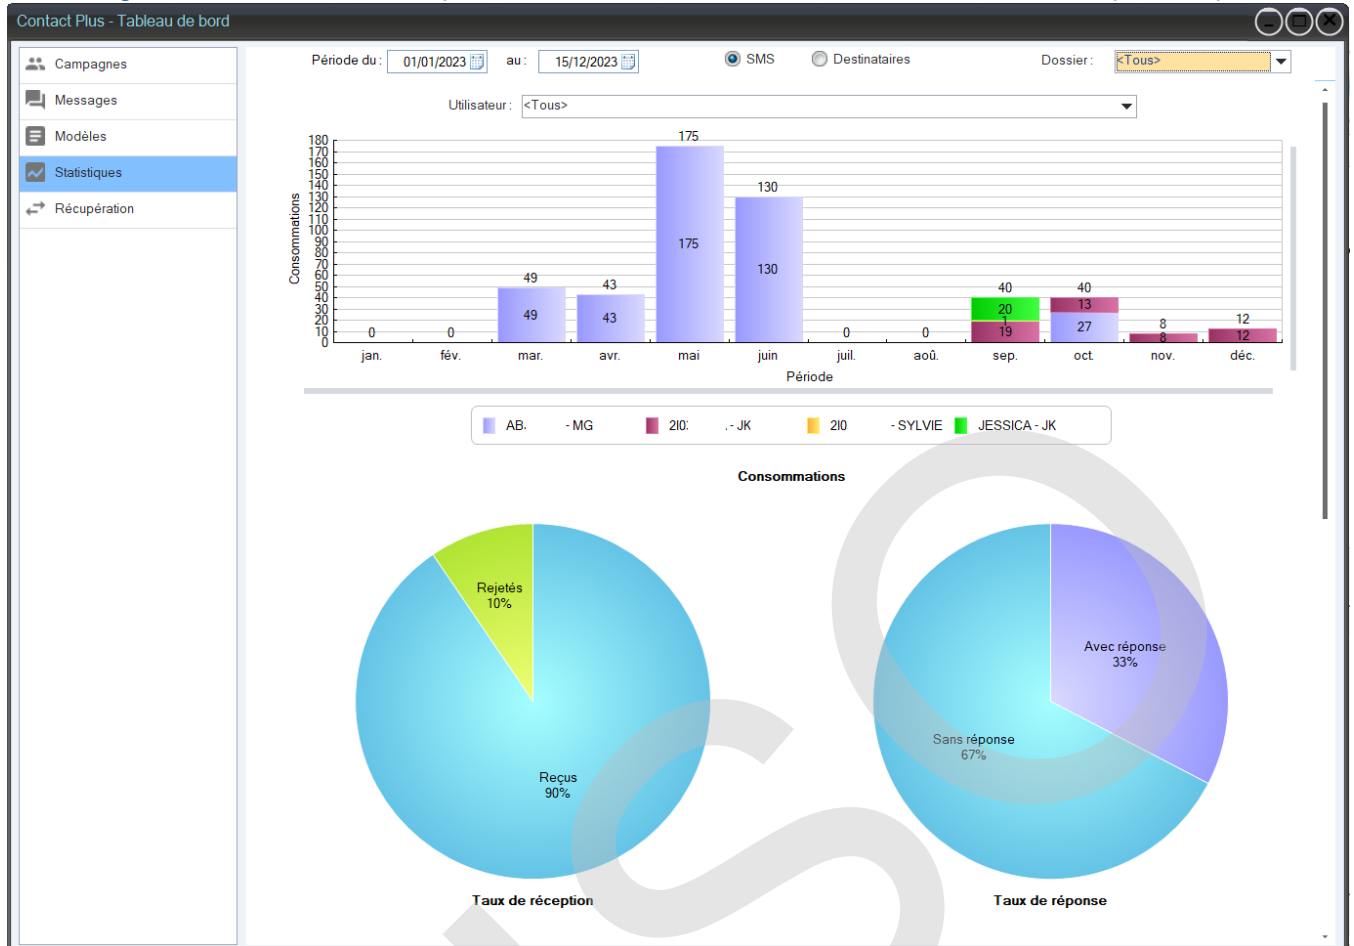 Contact Plus - Tableau de bord
Campagnes
Messages
Modèles
Statistiques
Récupération
Période du : 01/01/2023 au : 15/12/2023 SMS Destinataires Dossier : <Tous>
Utilisateur : <Tous>
Consommations
180
170
160
150
140
130
120
110
100
90
80
70
60
50
40
30
20
10
0
0 0 49 43 175 130 0 0 40 40 8 12
49 43 175 130 20 1 19 13 27 8 12
jan. fév. mar. avr. mai juin juil. aoû. sep. oct. nov. déc.
Période
AB. - MG 2I0: . - JK 2I0 - SYLVIE JESSICA - JK
Consommations
Rejetés
10%
Reçus
90%
Taux de réception
Avec réponse
33%
Sans réponse
67%
Taux de réponse